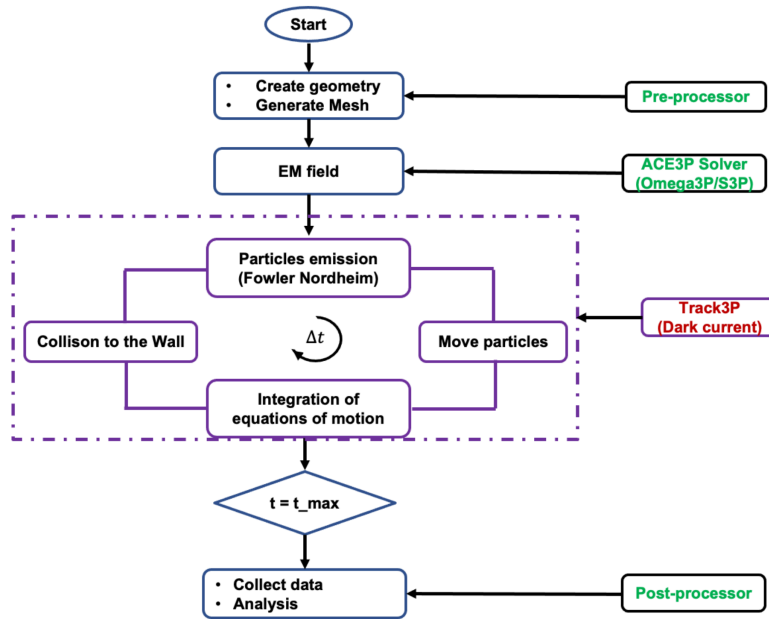 Start
• Create geometry
• Generate Mesh
Pre-processor
EM field
ACE3P Solver
(Omega3P/S3P)
Particles emission
(Fowler Nordheim)
Track3P
(Dark current)
Collison to the Wall
Δt
Move particles
Integration of
equations of motion
t = t_max
• Collect data
• Analysis
Post-processor